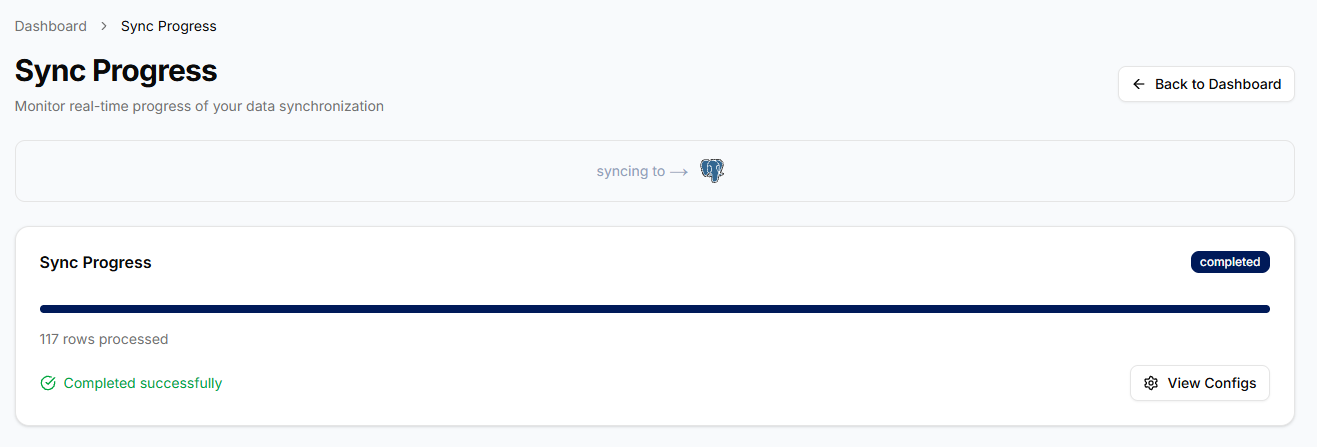 Dashboard > Sync Progress
Sync Progress
Back to Dashboard
Monitor real-time progress of your data synchronization
syncing to →
Sync Progress
completed
117 rows processed
Completed successfully
View Configs